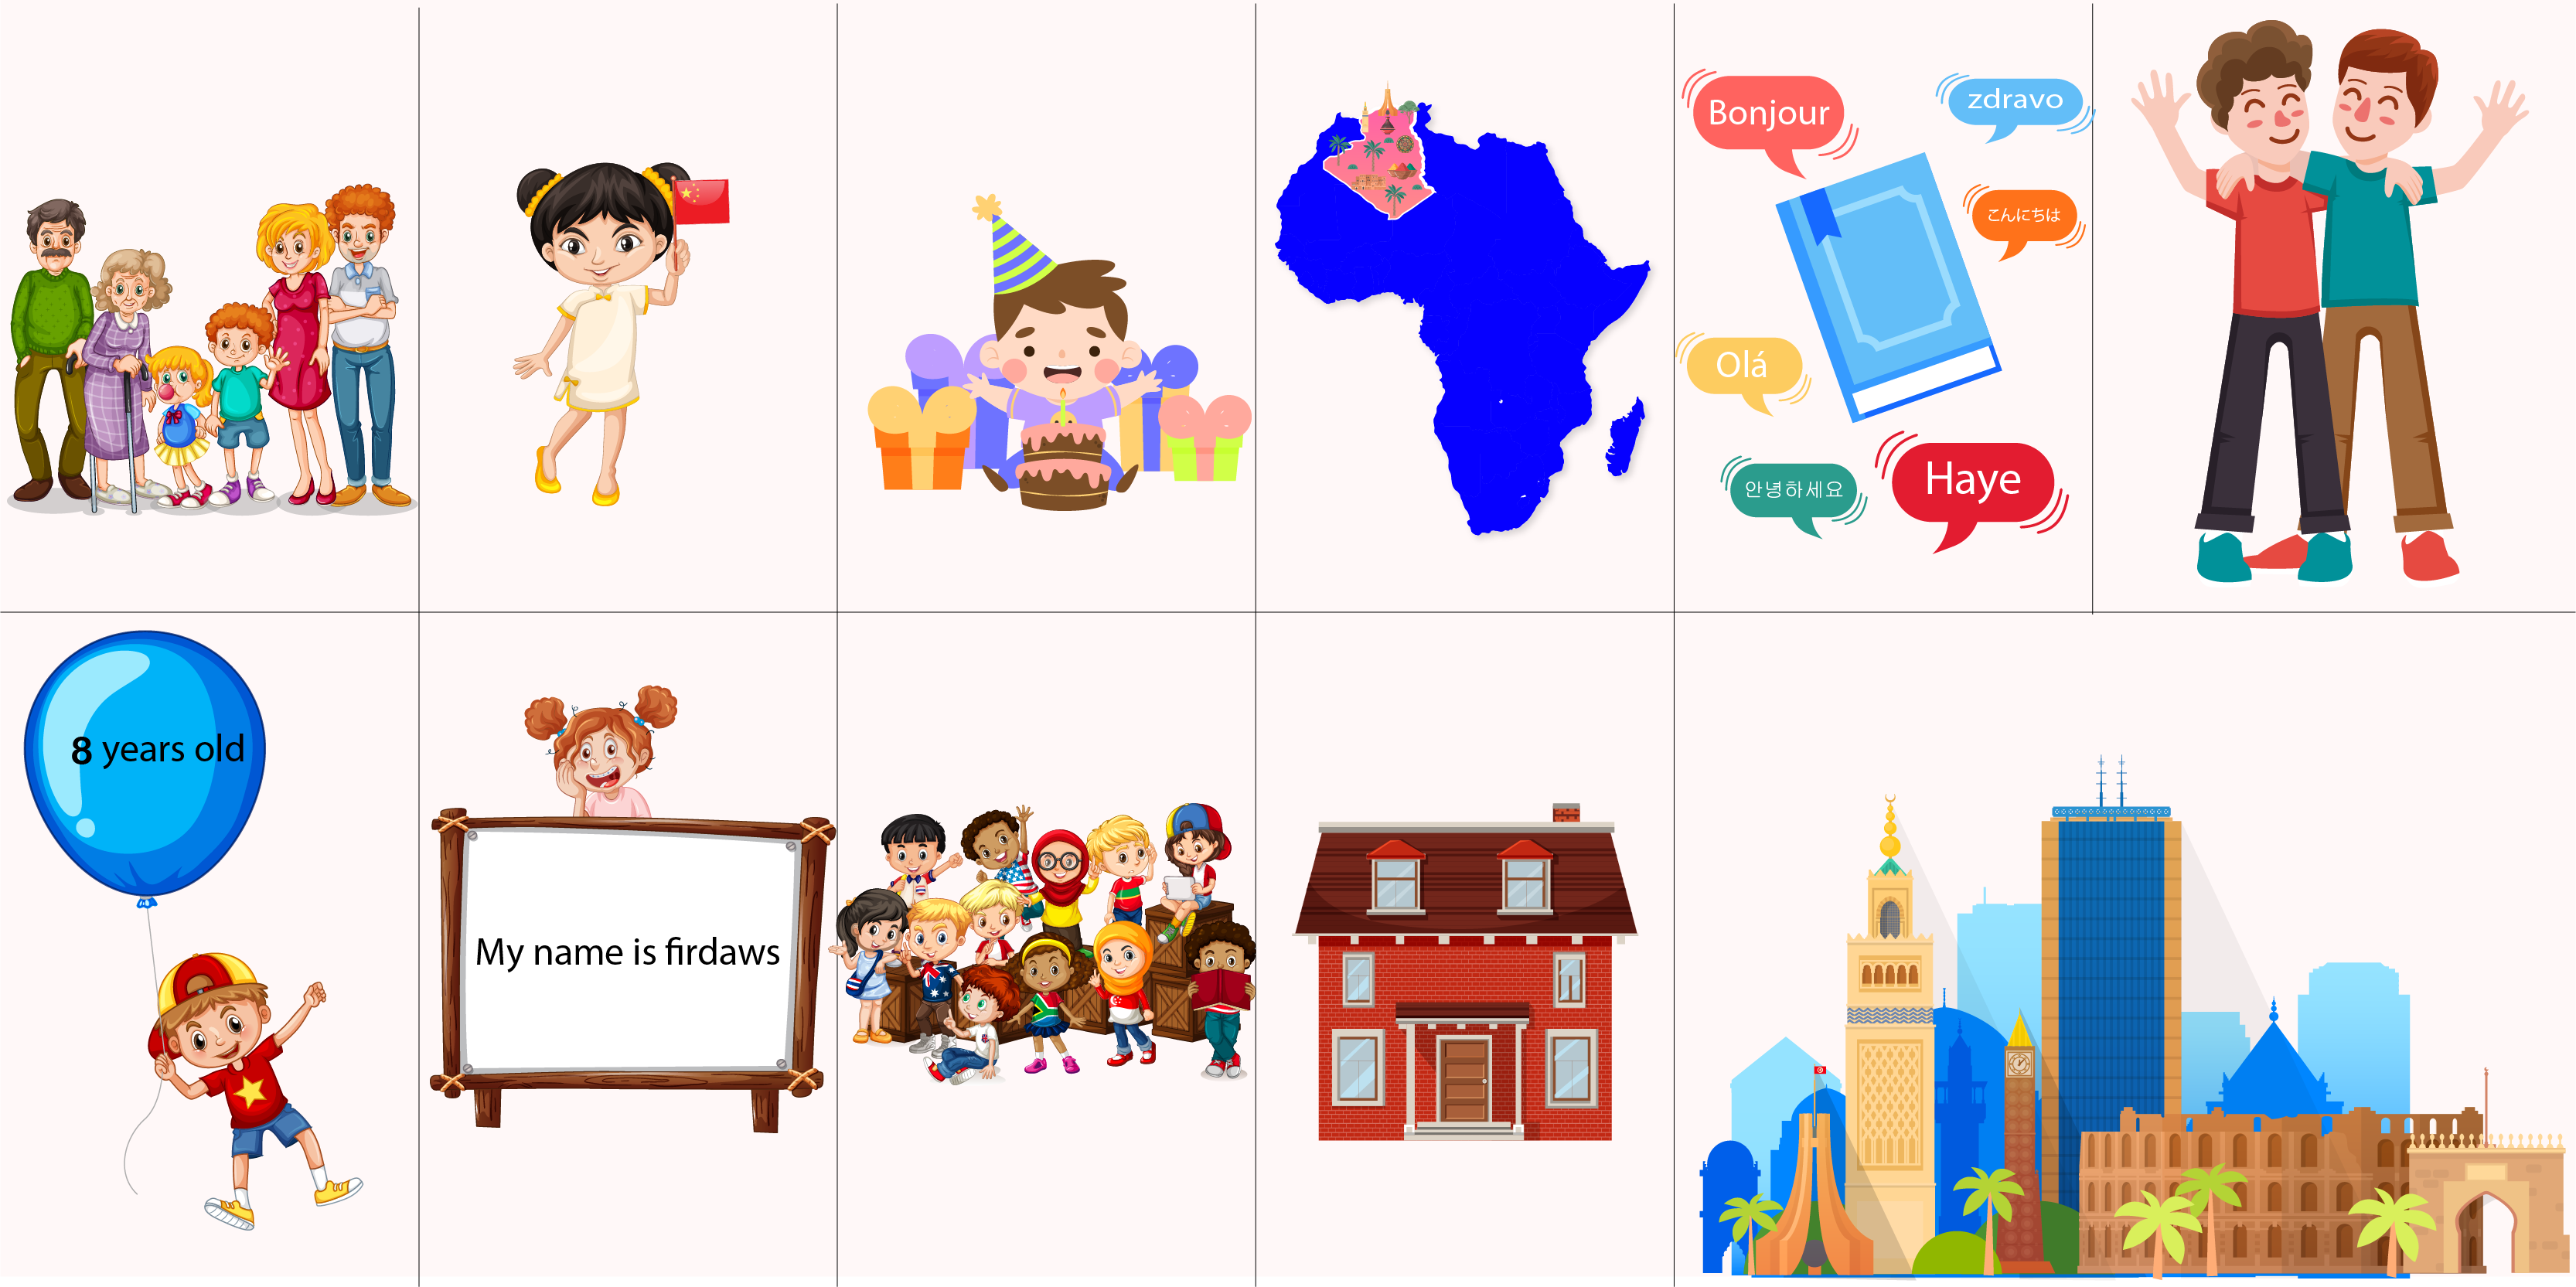 Bonjour
zdravo
こんにちは
Olá
안녕하세요
Haye
8 years old
My name is firdaws